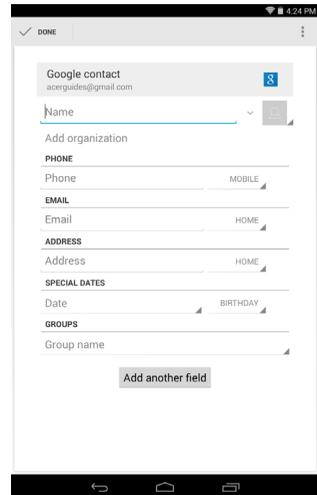 4:24 PM
DONE
Google contact
acerguides@gmail.com
8
Name
Add organization
PHONE
Phone MOBILE
EMAIL
Email HOME
ADDRESS
Address HOME
SPECIAL DATES
Date BIRTHDAY
GROUPS
Group name
Add another field